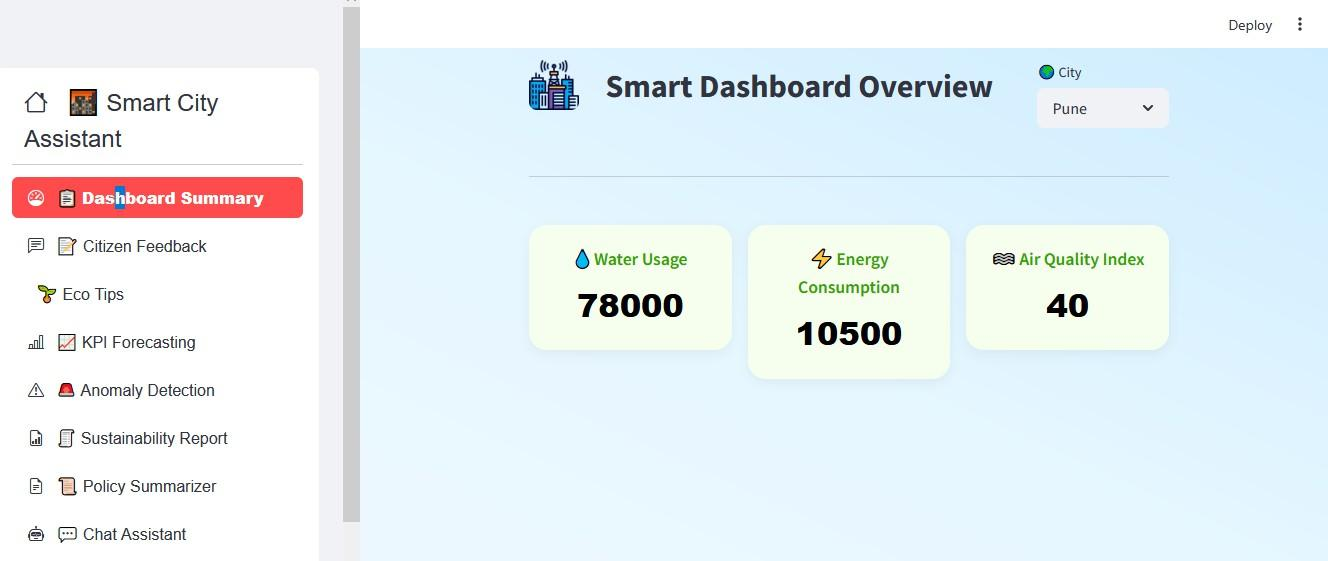 Smart City
Assistant
Dashboard Summary
Citizen Feedback
Eco Tips
KPI Forecasting
Anomaly Detection
Sustainability Report
Policy Summarizer
Chat Assistant
Deploy
Smart Dashboard Overview
City
Pune
Water Usage
78000
Energy
Consumption
10500
Air Quality Index
40